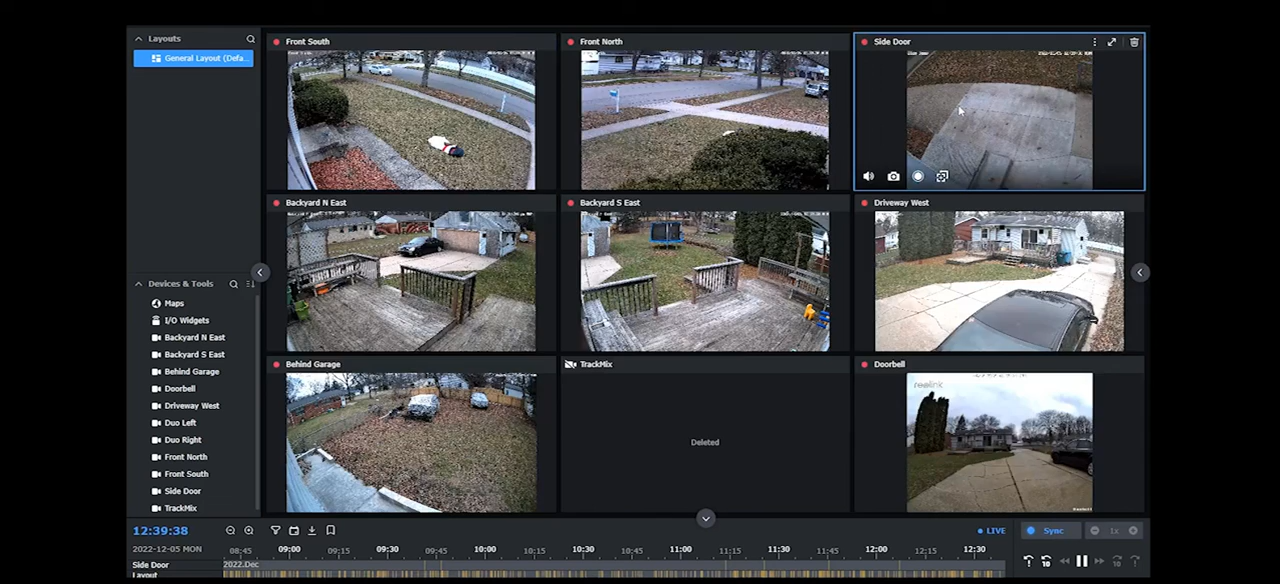 Layouts
General Layout (Defa...
Devices & Tools
Maps
I/O Widgets
Backyard N East
Backyard S East
Behind Garage
Doorbell
Driveway West
Duo Left
Duo Right
Front North
Front South
Side Door
TrackMix
Front South
Front North
Side Door
Backyard N East
Backyard S East
Driveway West
Behind Garage
TrackMix
Doorbell
reolink
Deleted
12:39:38
LIVE
Sync
1x
2022-12-05 MON
08:45 09:00 09:15 09:30 09:45 10:00 10:15 10:30 10:45 11:00 11:15 11:30 11:45 12:00 12:15 12:30
10 10
Side Door
2022.Dec
Layout